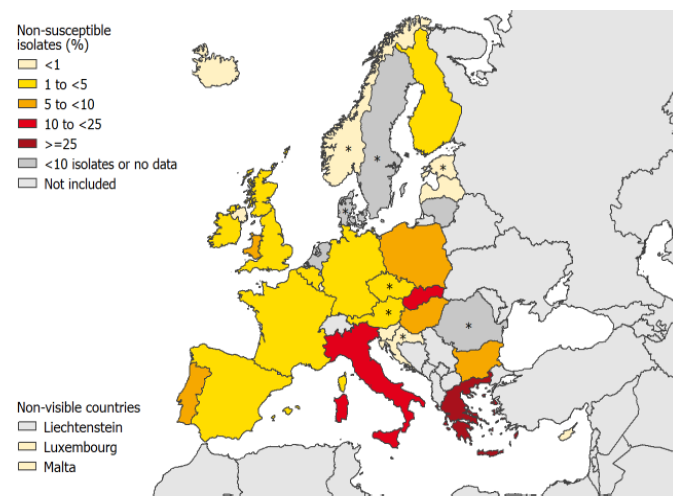 Non-susceptible
isolates (%)
<1
1 to <5
5 to <10
10 to <25
>=25
<10 isolates or no data
Not included
*
*
*
*
*
*
*
*
Non-visible countries
Liechtenstein
Luxembourg
Malta